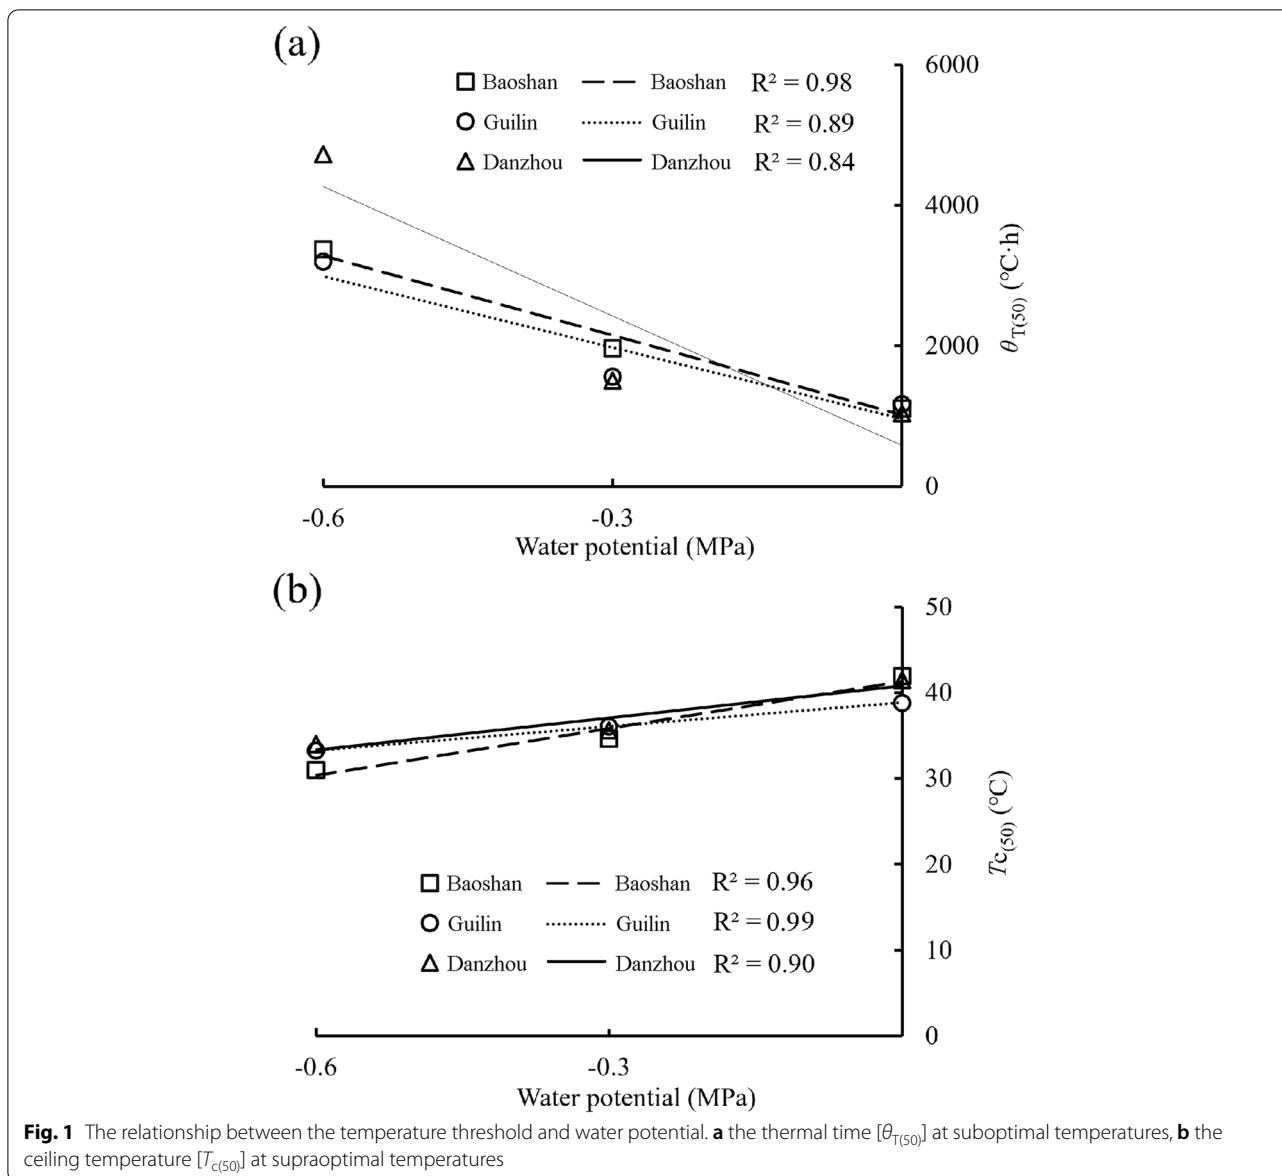 (a)
Baoshan Baoshan R² = 0.98
Guilin Guilin R² = 0.89
Danzhou Danzhou R² = 0.84
6000
4000
2000
0
θT(50) (°C·h)
-0.6 -0.3
Water potential (MPa)
(b)
50
40
30
20
10
0
Tc(50) (°C)
Baoshan Baoshan R² = 0.96
Guilin Guilin R² = 0.99
Danzhou Danzhou R² = 0.90
-0.6 -0.3
Water potential (MPa)
Fig. 1 The relationship between the temperature threshold and water potential. a the thermal time [θT(50)] at suboptimal temperatures, b the
ceiling temperature [Tc(50)] at supraoptimal temperatures